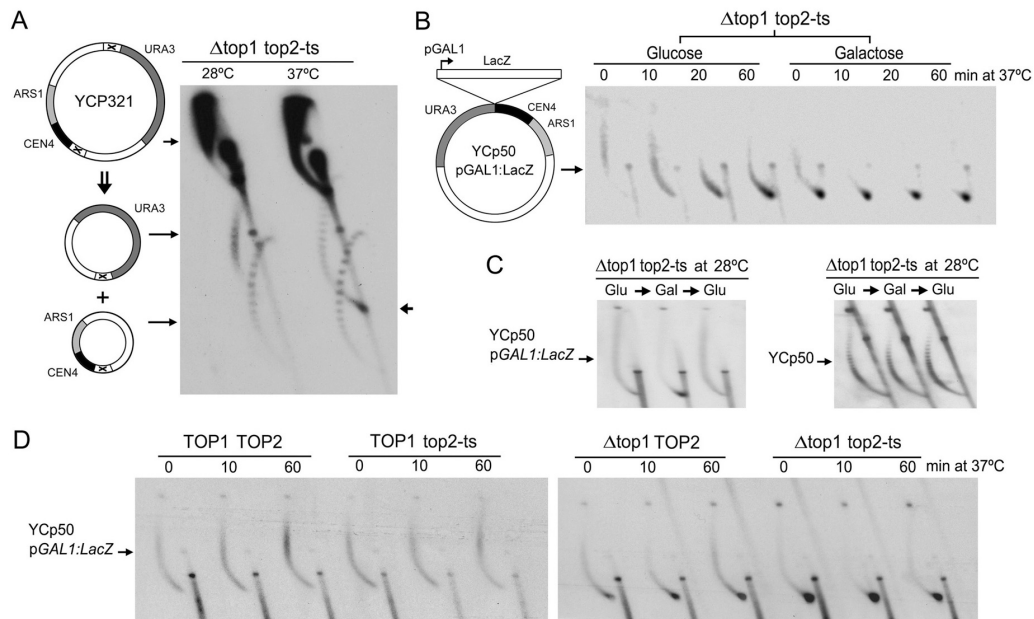 A
Δtop1 top2-ts
28ºC 37ºC
URA3
ARS1
YCP321
CEN4
URA3
+
ARS1
CEN4
B
pGAL1
LacZ
URA3
CEN4
ARS1
YCp50
pGAL1:LacZ
Δtop1 top2-ts
Glucose Galactose
0 10 20 60 0 10 20 60 min at 37ºC
C
Δtop1 top2-ts at 28ºC
Glu Gal Glu
YCp50
pGAL1:LacZ
Δtop1 top2-ts at 28ºC
Glu Gal Glu
YCp50
D
TOP1 TOP2 TOP1 top2-ts Δtop1 TOP2 Δtop1 top2-ts
0 10 60 0 10 60 0 10 60 0 10 60 min at 37ºC
YCp50
pGAL1:LacZ